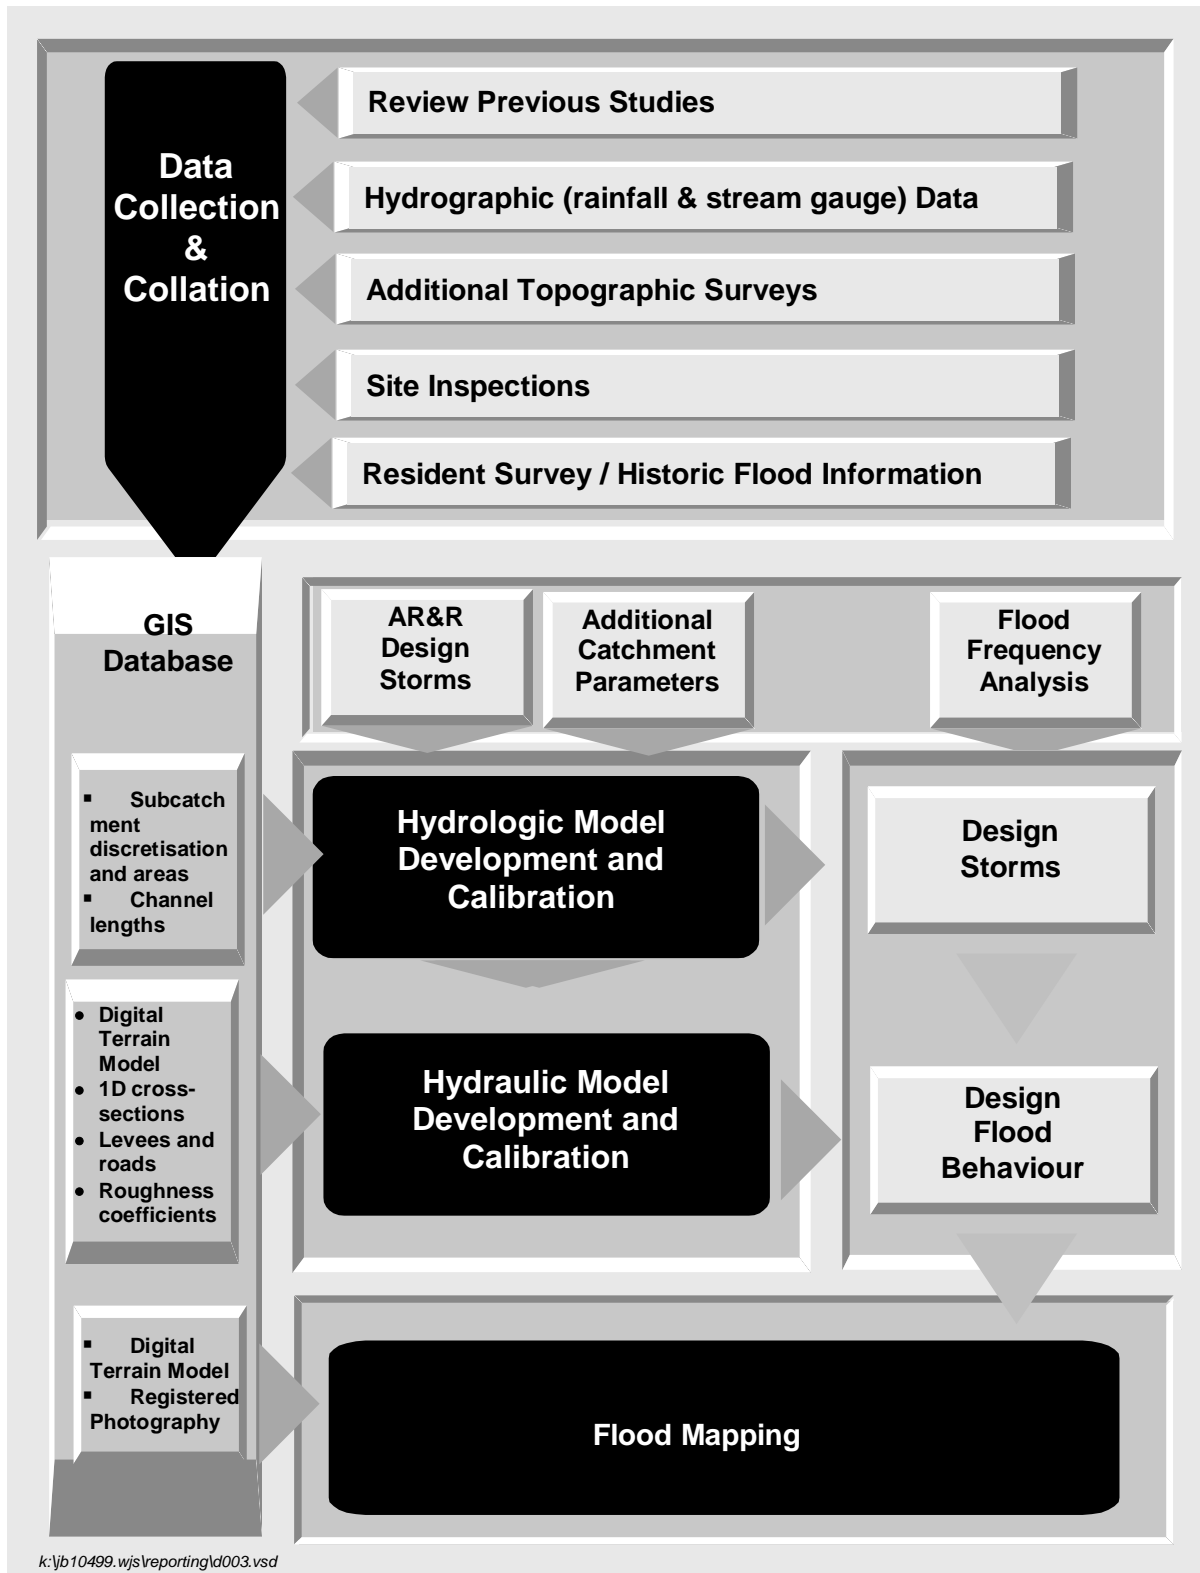 Data
Collection
&
Collation
Review Previous Studies
Hydrographic (rainfall & stream gauge) Data
Additional Topographic Surveys
Site Inspections
Resident Survey / Historic Flood Information
GIS
Database
AR&R
Design
Storms
Additional
Catchment
Parameters
Flood
Frequency
Analysis
▪ Subcatch
ment
discretisation
and areas
▪ Channel
lengths
Hydrologic Model
Development and
Calibration
Design
Storms
• Digital
Terrain
Model
• 1D cross-
sections
• Levees and
roads
• Roughness
coefficients
Hydraulic Model
Development and
Calibration
Design
Flood
Behaviour
▪ Digital
Terrain Model
▪ Registered
Photography
Flood Mapping
k:\jb10499.wjs\reporting\d003.vsd